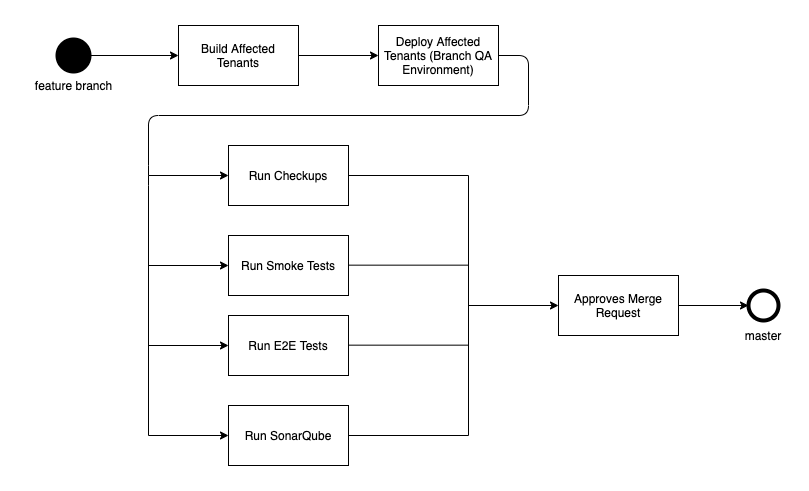 Build Affected
Tenants
Deploy Affected
Tenants (Branch QA
Environment)
feature branch
Run Checkups
Run Smoke Tests
Run E2E Tests
Run SonarQube
Approves Merge
Request
master